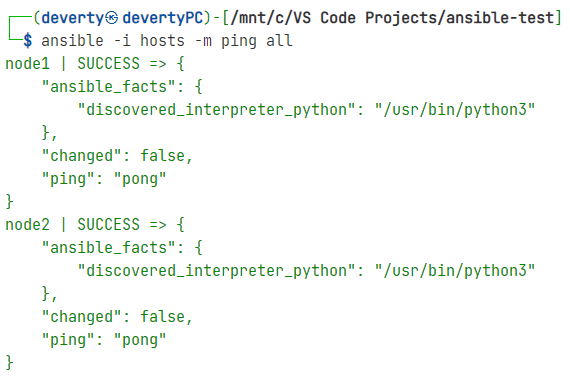 ┌──(deverty㉿devertyPC)-[/mnt/c/VS Code Projects/ansible-test]
└─$ ansible -i hosts -m ping all
node1 | SUCCESS => {
    "ansible_facts": {
        "discovered_interpreter_python": "/usr/bin/python3"
    },
    "changed": false,
    "ping": "pong"
}
node2 | SUCCESS => {
    "ansible_facts": {
        "discovered_interpreter_python": "/usr/bin/python3"
    },
    "changed": false,
    "ping": "pong"
}